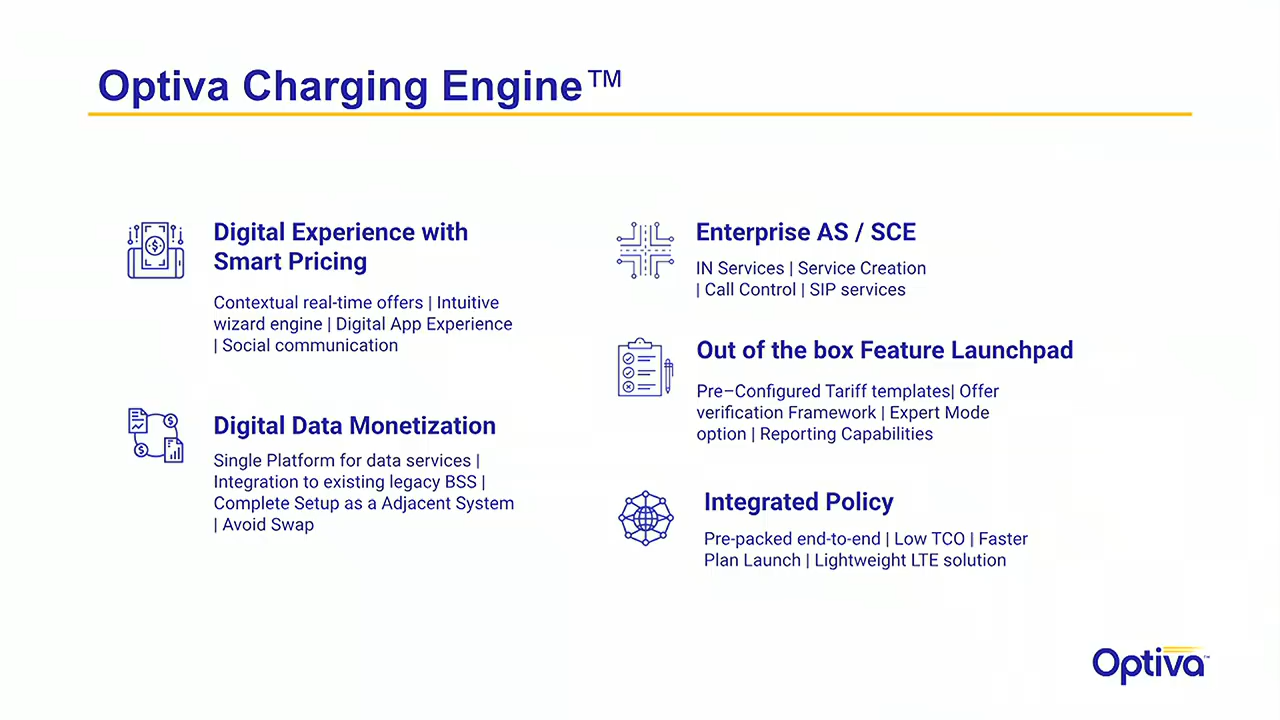 Optiva Charging Engine™
Digital Experience with
Smart Pricing
Contextual real-time offers | Intuitive
wizard engine | Digital App Experience
| Social communication
Digital Data Monetization
Single Platform for data services |
Integration to existing legacy BSS |
Complete Setup as a Adjacent System
| Avoid Swap
Enterprise AS / SCE
IN Services | Service Creation
| Call Control | SIP services
Out of the box Feature Launchpad
Pre–Configured Tariff templates| Offer
verification Framework | Expert Mode
option | Reporting Capabilities
Integrated Policy
Pre-packed end-to-end | Low TCO | Faster
Plan Launch | Lightweight LTE solution
Optiva™